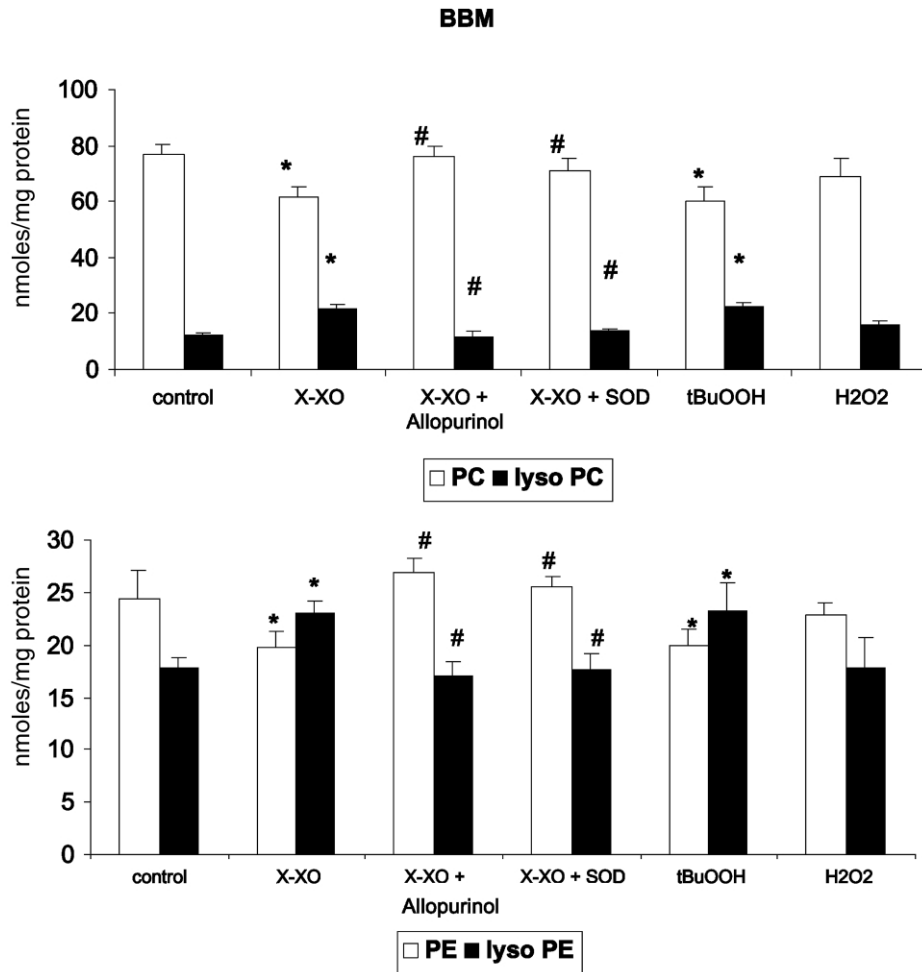 BBM
100
80
60
40
20
0
nmoles/mg protein
#
#
*
*
*
*
#
#
control
X-XO
X-XO +
Allopurinol
X-XO + SOD
tBuOOH
H2O2
PC lyso PC
30
25
20
15
10
5
0
nmoles/mg protein
#
#
*
*
*
*
#
#
control
X-XO
X-XO +
Allopurinol
X-XO + SOD
tBuOOH
H2O2
PE lyso PE